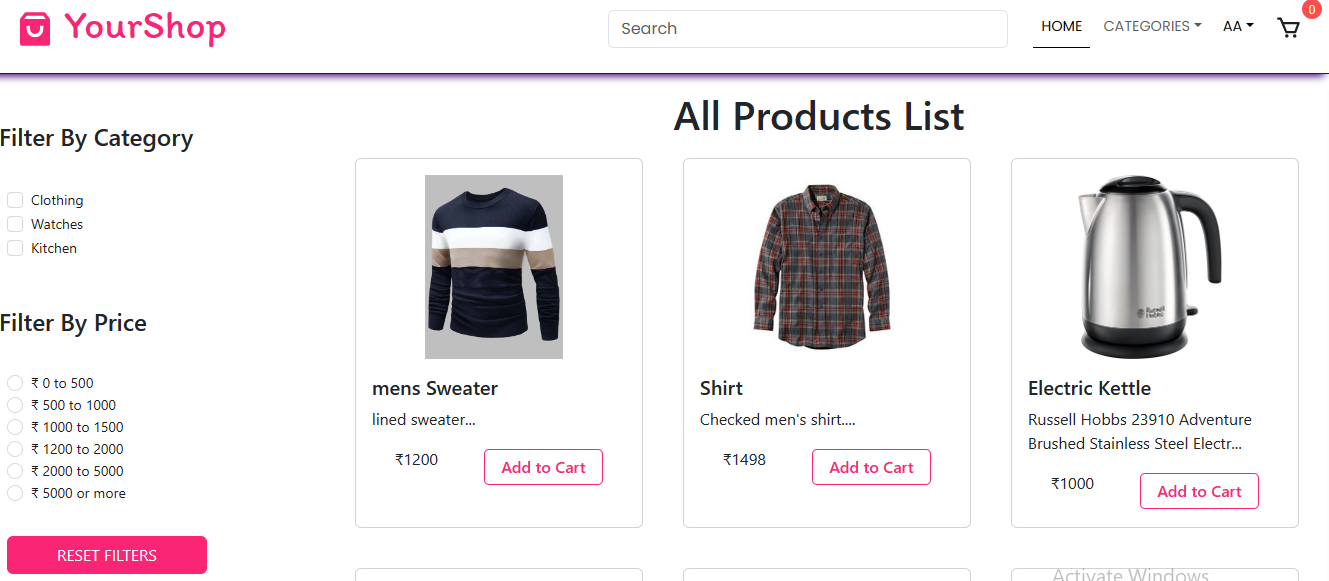 YourShop
Search
HOME
CATEGORIES
AA
0
All Products List
Filter By Category
Clothing
Watches
Kitchen
Filter By Price
₹ 0 to 500
₹ 500 to 1000
₹ 1000 to 1500
₹ 1200 to 2000
₹ 2000 to 5000
₹ 5000 or more
RESET FILTERS
mens Sweater
lined sweater...
₹1200
Add to Cart
Shirt
Checked men's shirt....
₹1498
Add to Cart
Russell
Hobbs
Electric Kettle
Russell Hobbs 23910 Adventure
Brushed Stainless Steel Electr...
₹1000
Add to Cart
Activate Windows